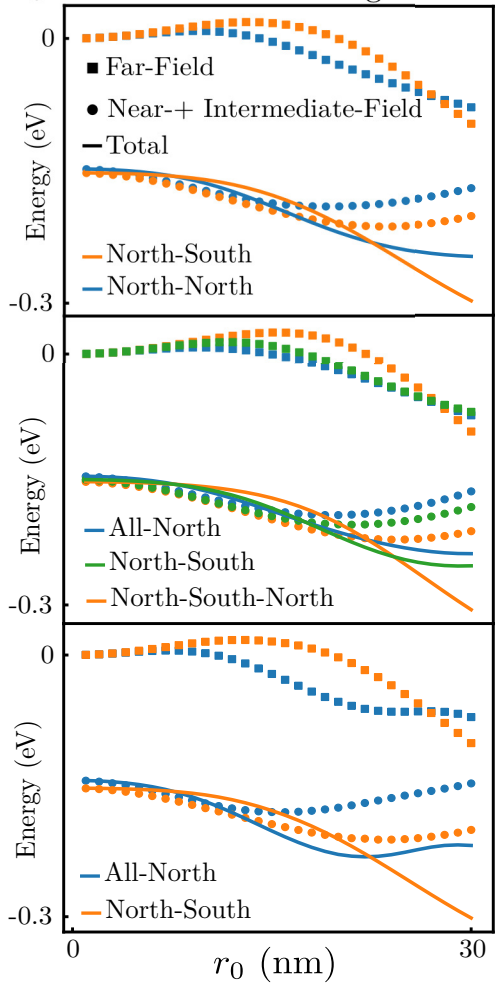 0
Far-Field
Near-+ Intermediate-Field
Total
Energy (eV)
North-South
North-North
-0.3
0
Energy (eV)
All-North
North-South
North-South-North
-0.3
0
Energy (eV)
All-North
North-South
-0.3
0
30
r0 (nm)